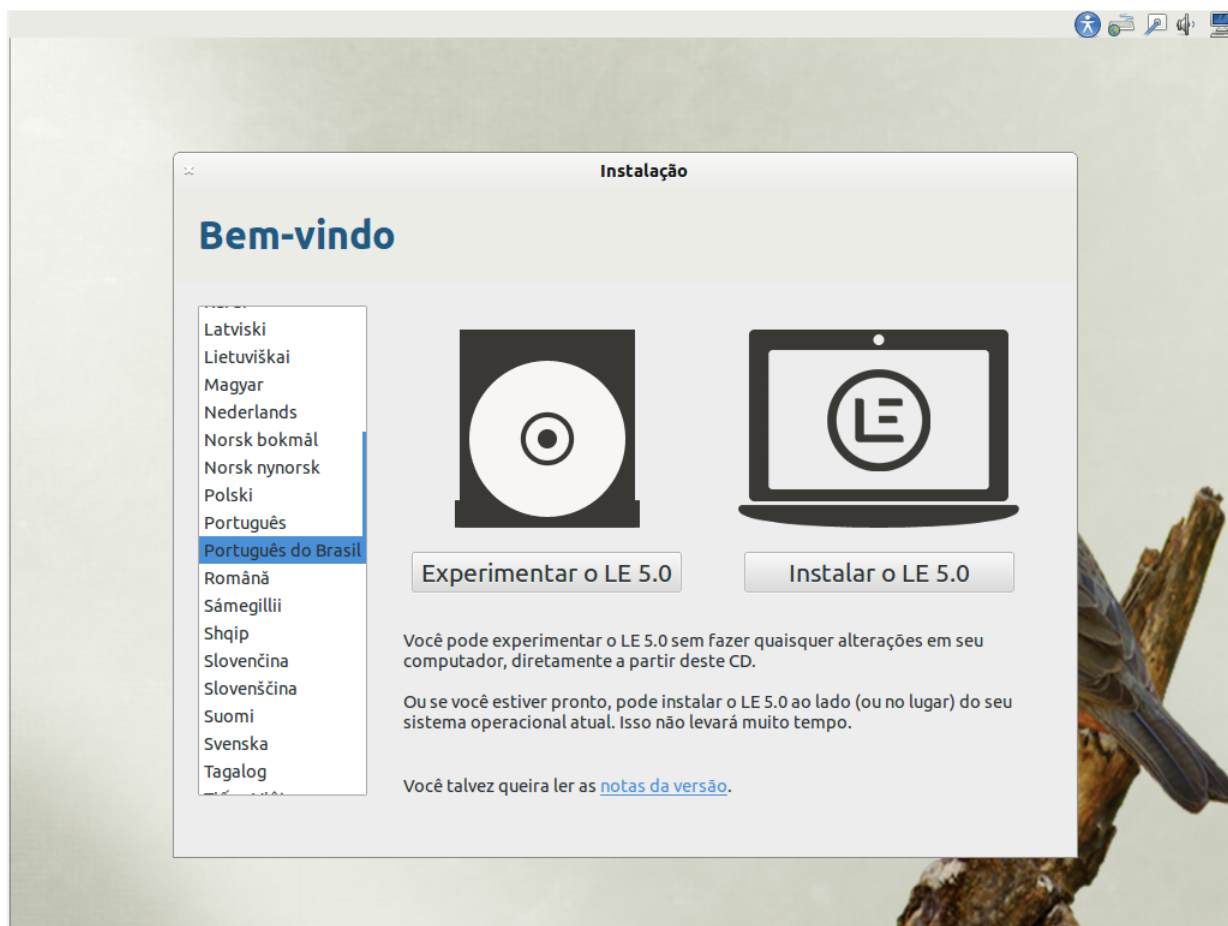 Instalação
Bem-vindo
Latviski
Lietuviškai
Magyar
Nederlands
Norsk bokmål
Norsk nynorsk
Polski
Português
Português do Brasil
Română
Sámegillii
Shqip
Slovenčina
Slovenščina
Suomi
Svenska
Tagalog
LE
Experimentar o LE 5.0
Instalar o LE 5.0
Você pode experimentar o LE 5.0 sem fazer quaisquer alterações em seu
computador, diretamente a partir deste CD.
Ou se você estiver pronto, pode instalar o LE 5.0 ao lado (ou no lugar) do seu
sistema operacional atual. Isso não levará muito tempo.
Você talvez queira ler as notas da versão.